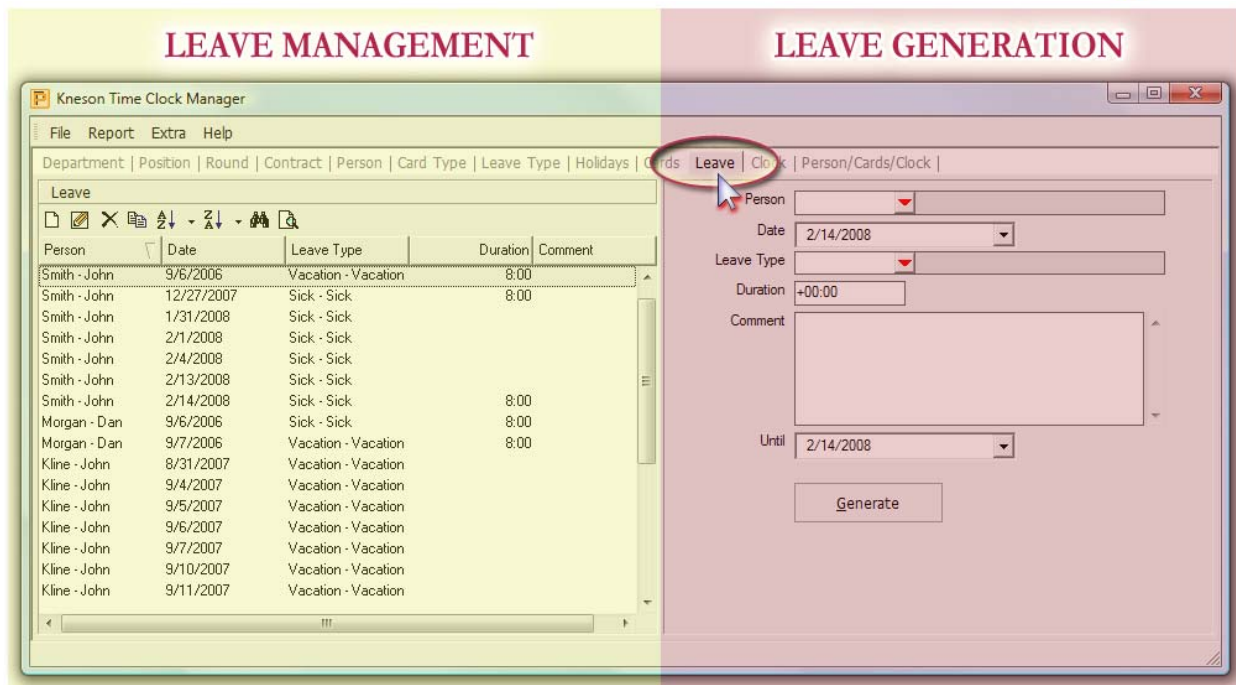 LEAVE MANAGEMENT
LEAVE GENERATION
Kneson Time Clock Manager
File Report Extra Help
Department | Position | Round | Contract | Person | Card Type | Leave Type | Holidays | Cards Leave | Clock | Person/Cards/Clock |
Leave
Person Date Leave Type Duration Comment
Smith - John 9/6/2006 Vacation - Vacation 8:00
Smith - John 12/27/2007 Sick - Sick 8:00
Smith - John 1/31/2008 Sick - Sick
Smith - John 2/1/2008 Sick - Sick
Smith - John 2/4/2008 Sick - Sick
Smith - John 2/13/2008 Sick - Sick
Smith - John 2/14/2008 Sick - Sick 8:00
Morgan - Dan 9/6/2006 Sick - Sick 8:00
Morgan - Dan 9/7/2006 Vacation - Vacation 8:00
Kline - John 8/31/2007 Vacation - Vacation
Kline - John 9/4/2007 Vacation - Vacation
Kline - John 9/5/2007 Vacation - Vacation
Kline - John 9/6/2007 Vacation - Vacation
Kline - John 9/7/2007 Vacation - Vacation
Kline - John 9/10/2007 Vacation - Vacation
Kline - John 9/11/2007 Vacation - Vacation
Person
Date 2/14/2008
Leave Type
Duration +00:00
Comment
Until 2/14/2008
Generate